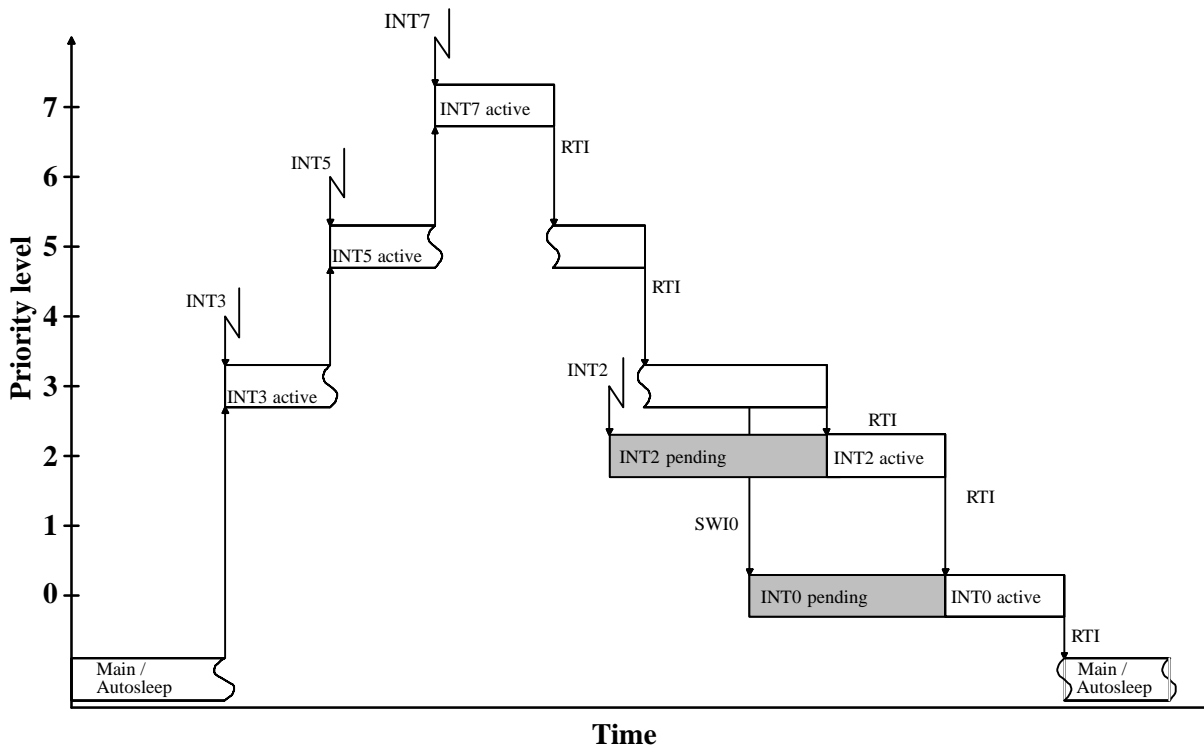 INT7
7
INT7 active
RTI
INT5
6
Priority level
5
INT5 active
RTI
INT3
4
INT2
3
INT3 active
RTI
2
INT2 pending
INT2 active
RTI
1
SWI0
0
INT0 pending
INT0 active
RTI
Main /
Autosleep
Main /
Autosleep
Time